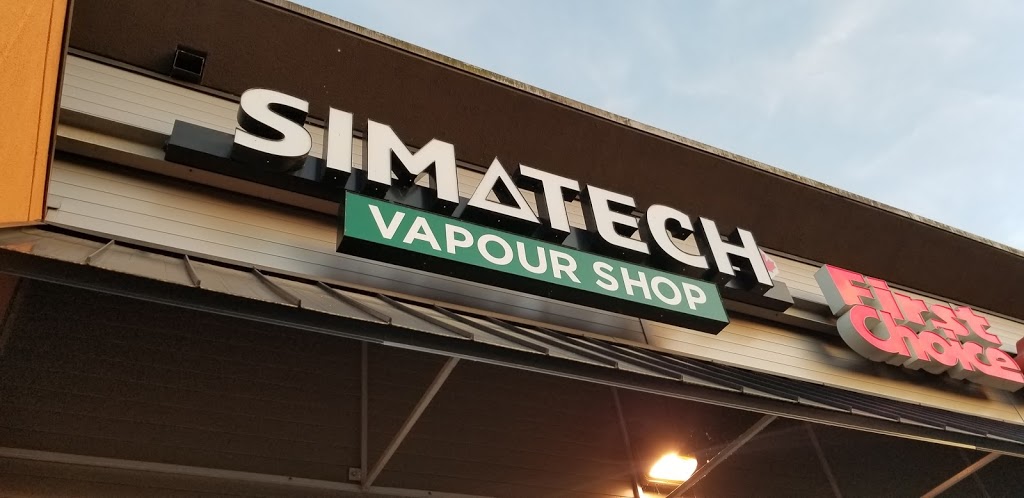 SIMATECH
VAPOUR SHOP
First
Choice